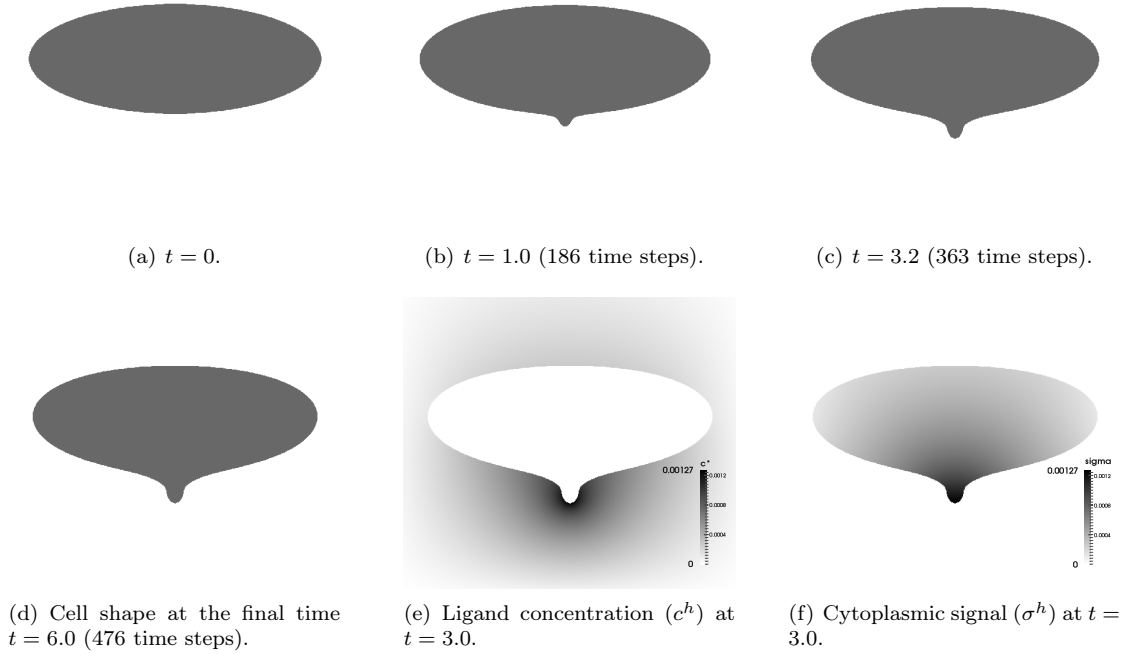 (a) t = 0.
(b) t = 1.0 (186 time steps).
(c) t = 3.2 (363 time steps).
c*
0.00127
0.0012
0.0008
0.0004
0
sigma
0.00127
0.0012
0.0008
0.0004
0
(d) Cell shape at the final time
t = 6.0 (476 time steps).
(e) Ligand concentration (cʰ) at
t = 3.0.
(f) Cytoplasmic signal (σʰ) at t =
3.0.